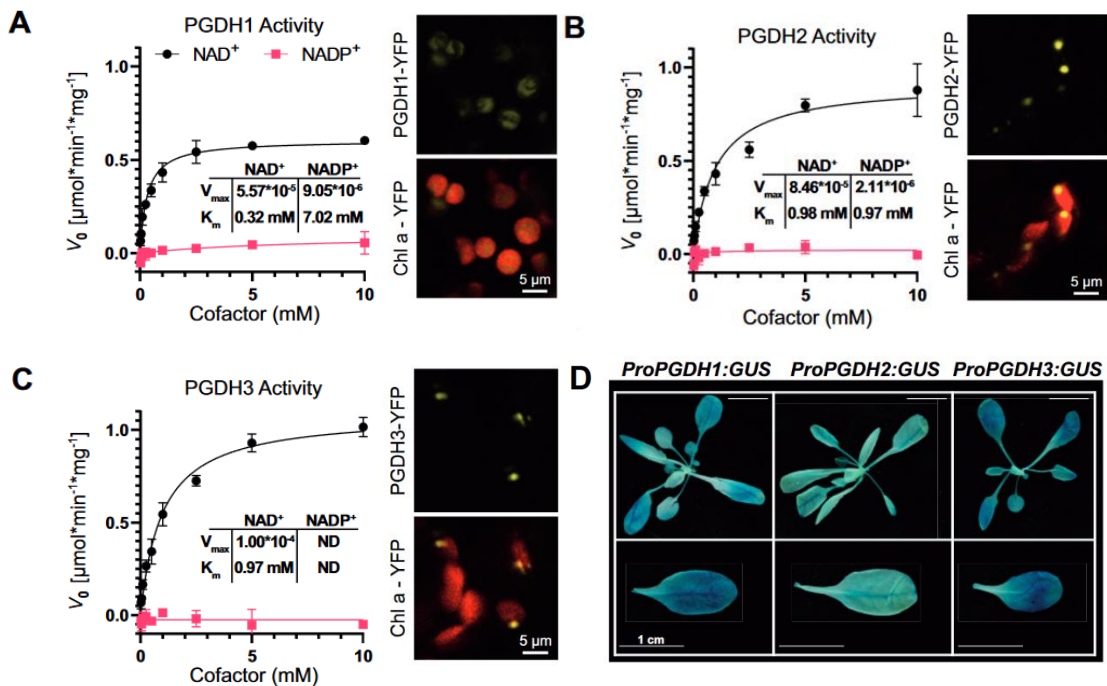 A
PGDH1 Activity
NAD⁺ NADP⁺
1.0
0.5
0.0
V₀ [µmol*min⁻¹*mg⁻¹]
NAD⁺ NADP⁺
Vmax 5.57*10⁻⁵ 9.05*10⁻⁶
Km 0.32 mM 7.02 mM
0 5 10
Cofactor (mM)
PGDH1-YFP
Chl a - YFP
5 µm
B
PGDH2 Activity
1.0
0.5
0.0
V₀ [µmol*min⁻¹*mg⁻¹]
NAD⁺ NADP⁺
Vmax 8.46*10⁻⁵ 2.11*10⁻⁶
Km 0.98 mM 0.97 mM
0 5 10
Cofactor (mM)
PGDH2-YFP
Chl a - YFP
5 µm
C
PGDH3 Activity
1.0
0.5
0.0
V₀ [µmol*min⁻¹*mg⁻¹]
NAD⁺ NADP⁺
Vmax 1.00*10⁻⁴ ND
Km 0.97 mM ND
0 5 10
Cofactor (mM)
PGDH3-YFP
Chl a - YFP
5 µm
D
ProPGDH1:GUS ProPGDH2:GUS ProPGDH3:GUS
1 cm